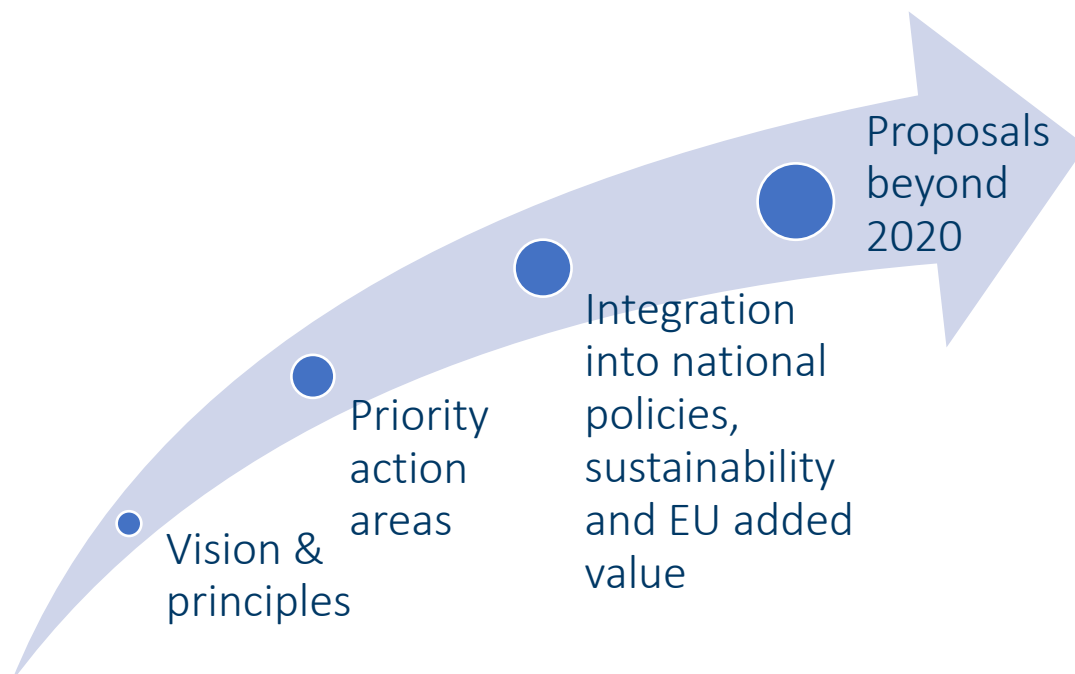 Vision &
principles
Priority
action
areas
Integration
into national
policies,
sustainability
and EU added
value
Proposals
beyond
2020